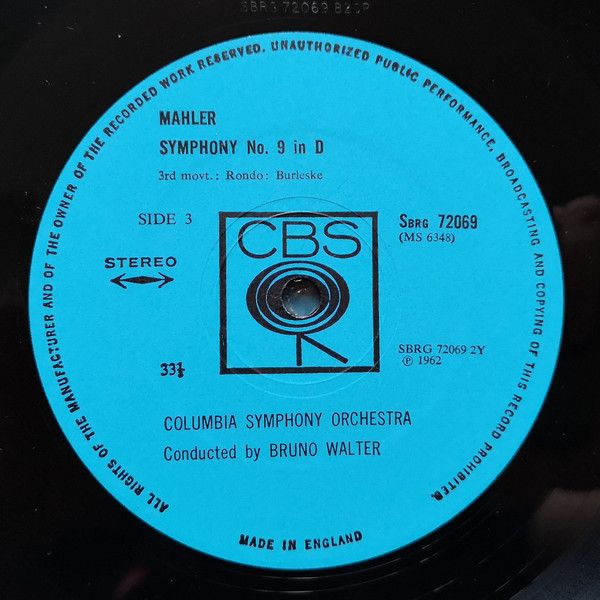 SBRG 72069 B2
ALL RIGHTS OF THE MANUFACTURER AND OF THE OWNER OF THE RECORDED WORK RESERVED. UNAUTHORIZED PUBLIC PERFORMANCE, BROADCASTING AND COPYING OF THIS RECORD PROHIBITED.
MAHLER
SYMPHONY No. 9 in D
3rd movt.: Rondo: Burleske
SIDE 3
SBRG 72069
(MS 6348)
STEREO
CBS
33⅓
SBRG 72069 2Y
℗ 1962
COLUMBIA SYMPHONY ORCHESTRA
Conducted by BRUNO WALTER
MADE IN ENGLAND